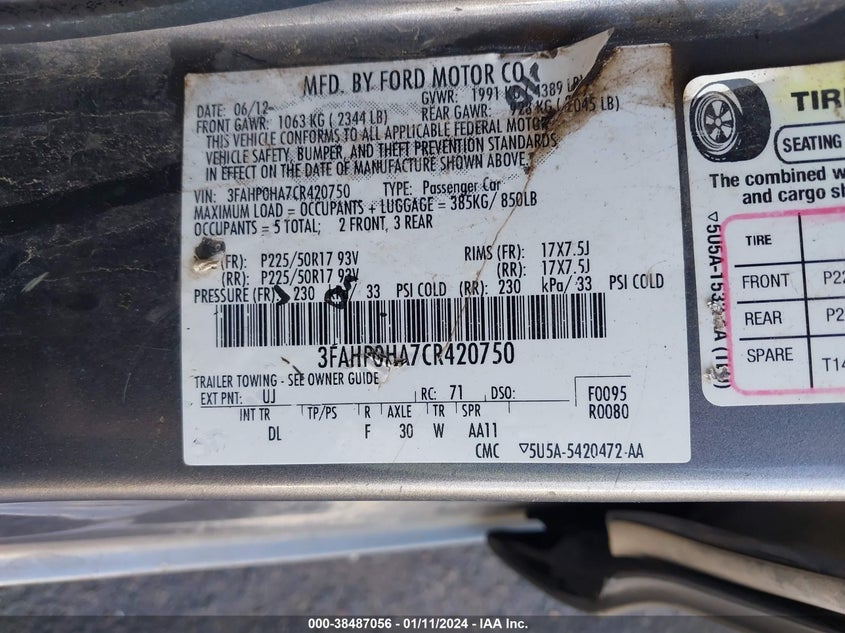 MFD. BY FORD MOTOR CO.
DATE: 06/12
GVWR: 1991 KG 4389 LB)
FRONT GAWR: 1063 KG ( 2344 LB)
REAR GAWR: 928 KG ( 2045 LB)
THIS VEHICLE CONFORMS TO ALL APPLICABLE FEDERAL MOTOR
VEHICLE SAFETY, BUMPER, AND THEFT PREVENTION STANDARDS
IN EFFECT ON THE DATE OF MANUFACTURE SHOWN ABOVE.
VIN: 3FAHP0HA7CR420750 TYPE: Passenger Car
MAXIMUM LOAD = OCCUPANTS + LUGGAGE = 385KG/ 850LB
OCCUPANTS = 5 TOTAL; 2 FRONT, 3 REAR
(FR): P225/50R17 93V RIMS (FR): 17X7.5J
(RR): P225/50R17 93V (RR): 17X7.5J
PRESSURE (FR) 230 / 33 PSI COLD (RR): 230 kPa/ 33 PSI COLD
3FAHP0HA7CR420750
TRAILER TOWING - SEE OWNER GUIDE
EXT PNT: UJ RC: 71 DSO: F0095
R0080
INT TR TP/PS R AXLE TR SPR
DL F 30 W AA11
CMC ▽5U5A-5420472-AA
TIRE
SEATING
The combined w
and cargo sh
TIRE
FRONT P22
REAR P2
SPARE T14
000-38487056 - 01/11/2024 - IAA Inc.